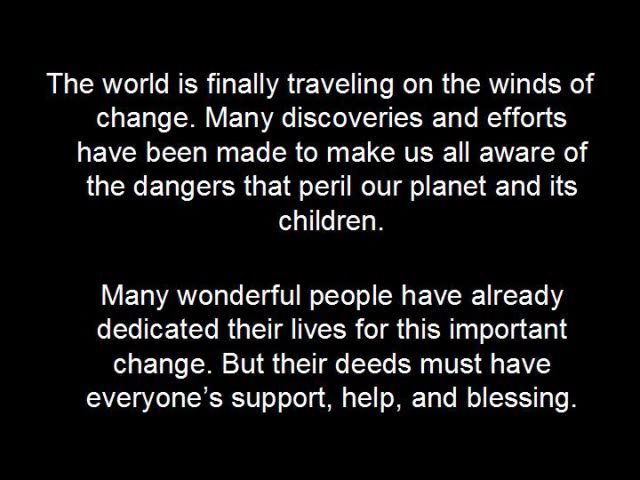 The world is finally traveling on the winds of
change. Many discoveries and efforts
have been made to make us all aware of
the dangers that peril our planet and its
children.
Many wonderful people have already
dedicated their lives for this important
change. But their deeds must have
everyone’s support, help, and blessing.